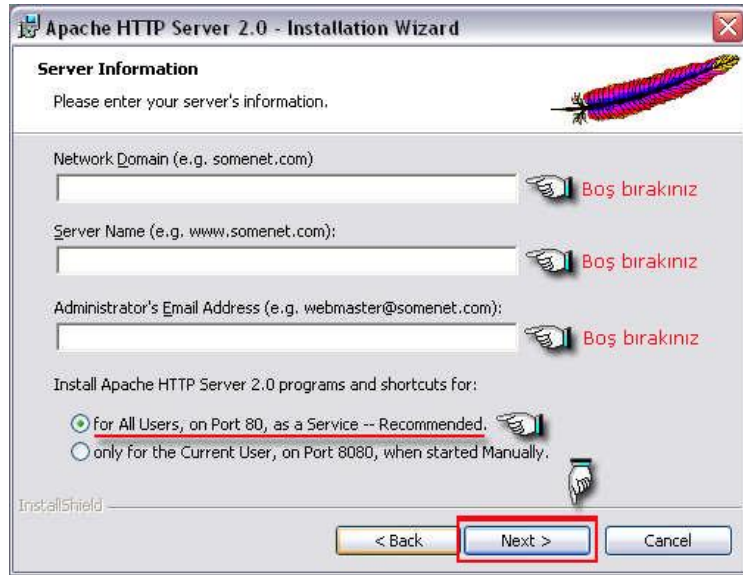 Apache HTTP Server 2.0 - Installation Wizard
Server Information
Please enter your server's information.
Network Domain (e.g. somenet.com)
Boş bırakınız
Server Name (e.g. www.somenet.com):
Boş bırakınız
Administrator's Email Address (e.g. webmaster@somenet.com):
Boş bırakınız
Install Apache HTTP Server 2.0 programs and shortcuts for:
for All Users, on Port 80, as a Service -- Recommended.
only for the Current User, on Port 8080, when started Manually.
InstallShield
< Back Next > Cancel